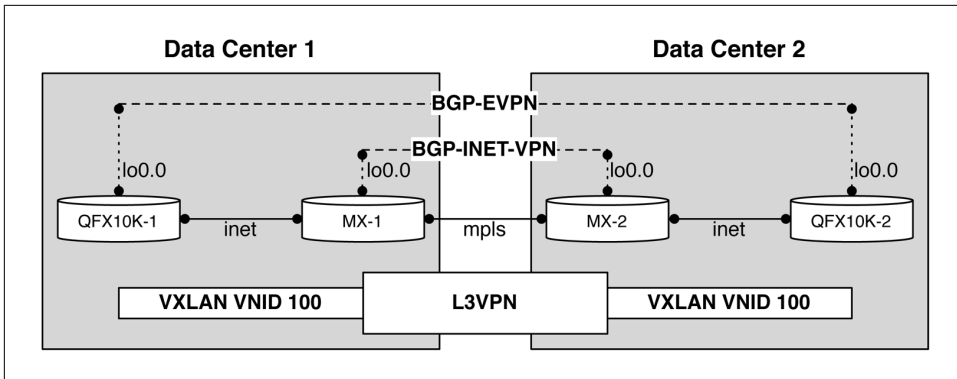 Data Center 1
Data Center 2
BGP-EVPN
BGP-INET-VPN
lo0.0
lo0.0
lo0.0
lo0.0
QFX10K-1
inet
MX-1
mpls
MX-2
inet
QFX10K-2
VXLAN VNID 100
L3VPN
VXLAN VNID 100